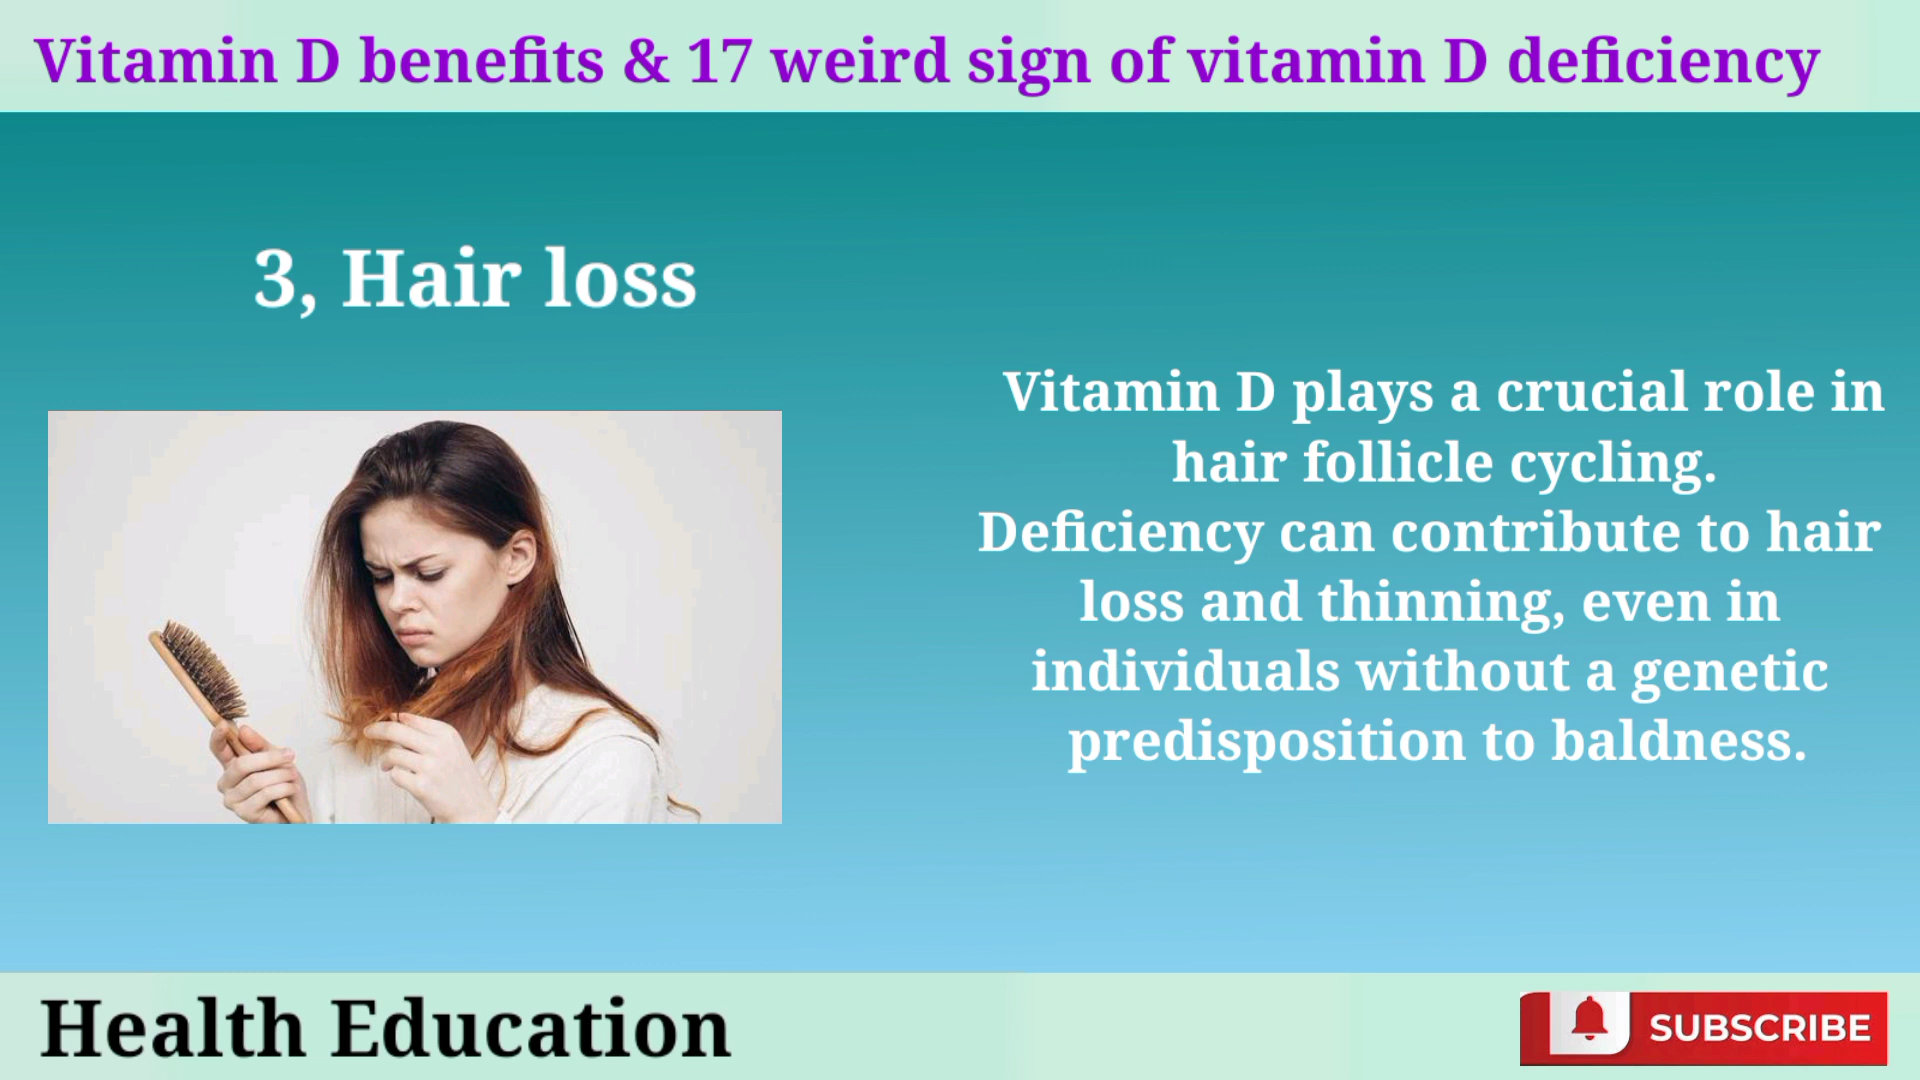 Vitamin D benefits & 17 weird sign of vitamin D deficiency
3, Hair loss
Vitamin D plays a crucial role in
hair follicle cycling.
Deficiency can contribute to hair
loss and thinning, even in
individuals without a genetic
predisposition to baldness.
Health Education
SUBSCRIBE